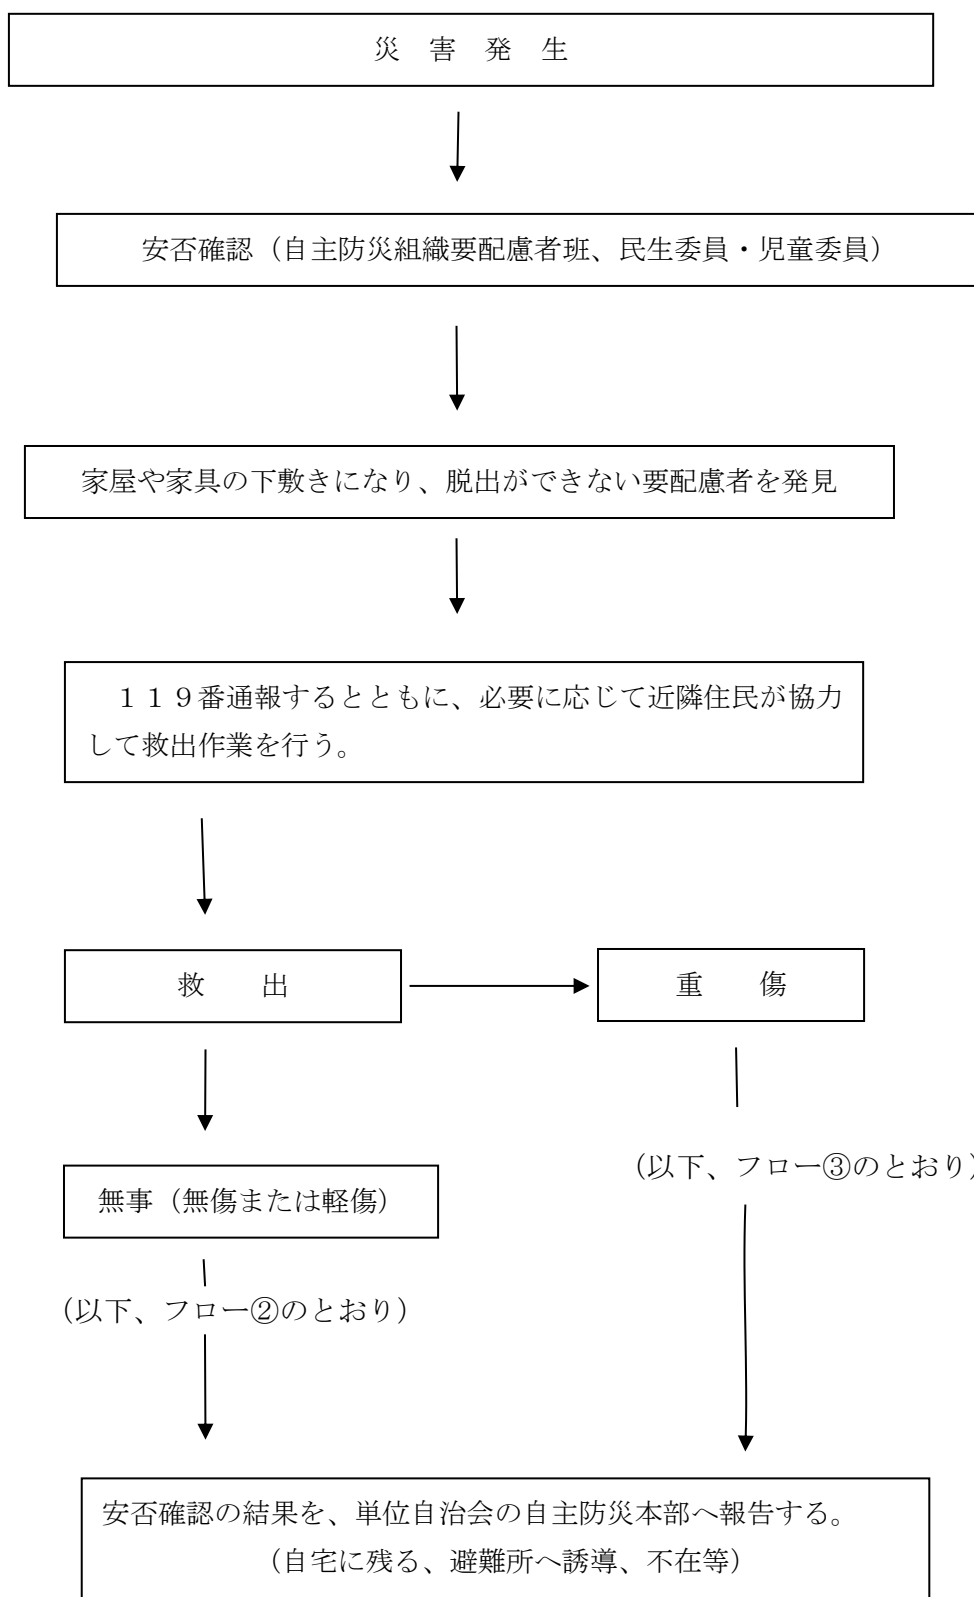 災　害　発　生
安否確認（自主防災組織要配慮者班、民生委員・児童委員）
家屋や家具の下敷きになり、脱出ができない要配慮者を発見
１１９番通報するとともに、必要に応じて近隣住民が協力
して救出作業を行う。
救　　出
重　　傷
（以下、フロー③のとおり）
無事（無傷または軽傷）
（以下、フロー②のとおり）
安否確認の結果を、単位自治会の自主防災本部へ報告する。
（自宅に残る、避難所へ誘導、不在等）